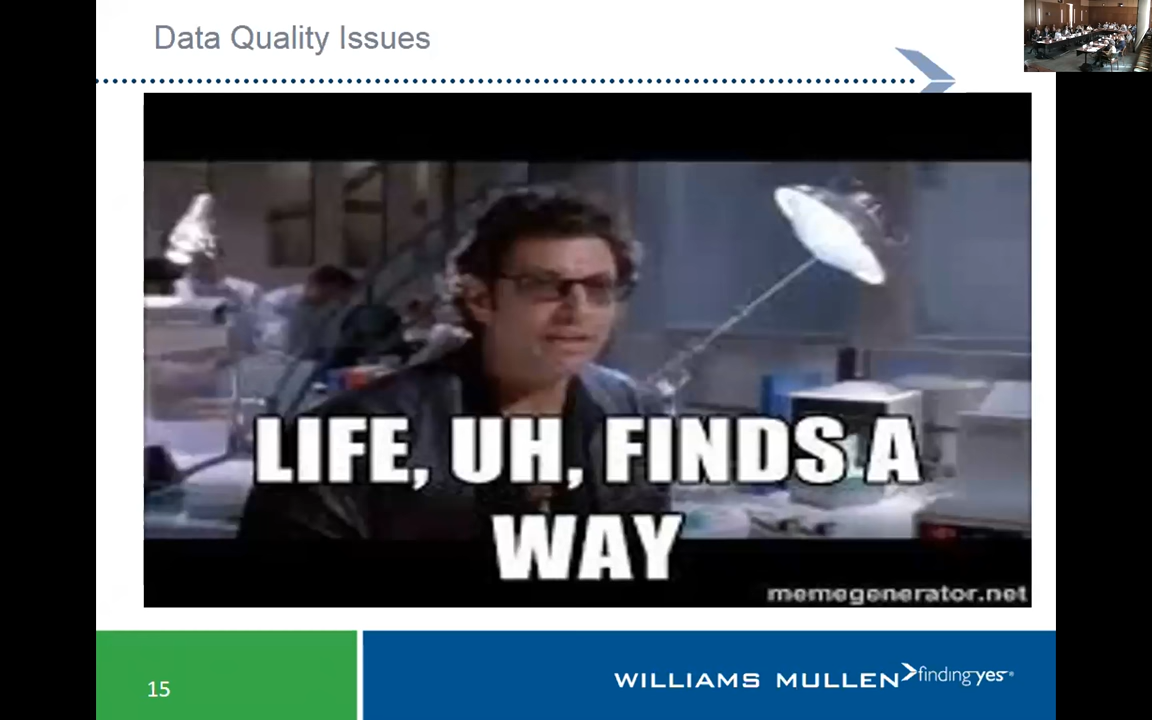 Data Quality Issues
LIFE, UH, FINDS A
WAY
memegenerator.net
15
WILLIAMS MULLEN finding yes®